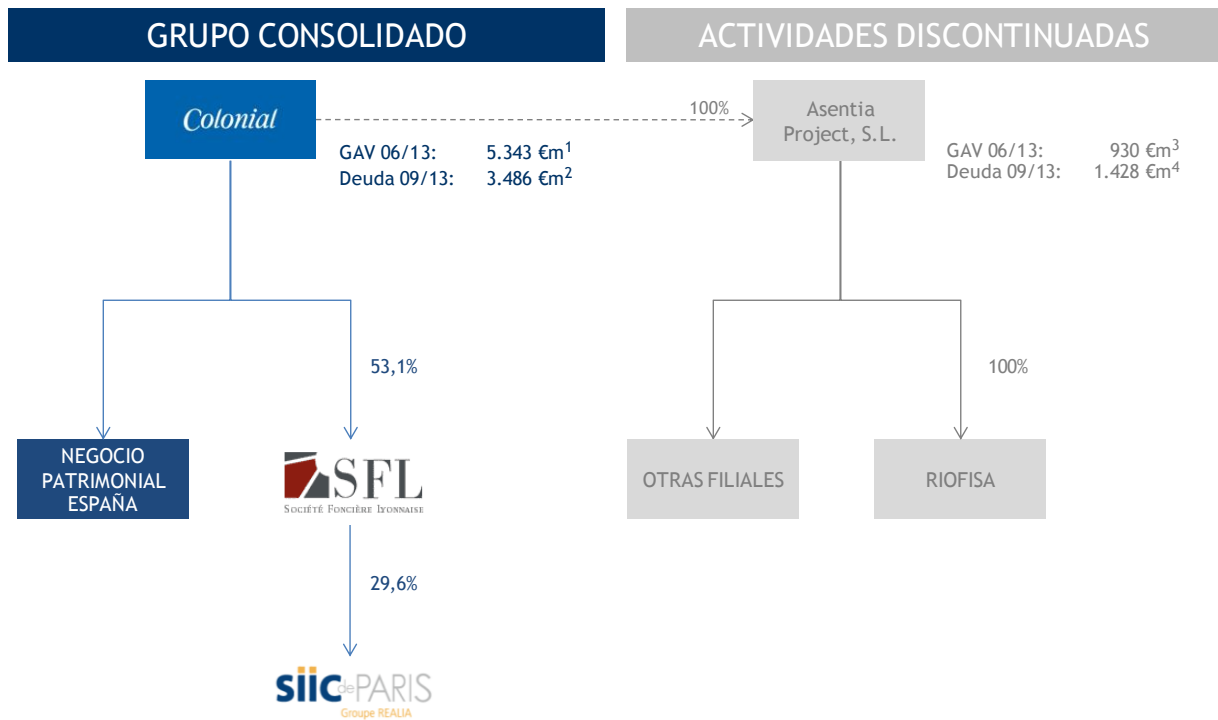 GRUPO CONSOLIDADO
ACTIVIDADES DISCONTINUADAS
Colonial
100%
Asentia
Project, S.L.
GAV 06/13: 5.343 €m1
Deuda 09/13: 3.486 €m2
GAV 06/13: 930 €m3
Deuda 09/13: 1.428 €m4
53,1%
100%
NEGOCIO
PATRIMONIAL
ESPAÑA
SFL
SOCIÉTÉ FONCIÈRE LYONNAISE
OTRAS FILIALES
RIOFISA
29,6%
siic de PARIS
Groupe REALIA